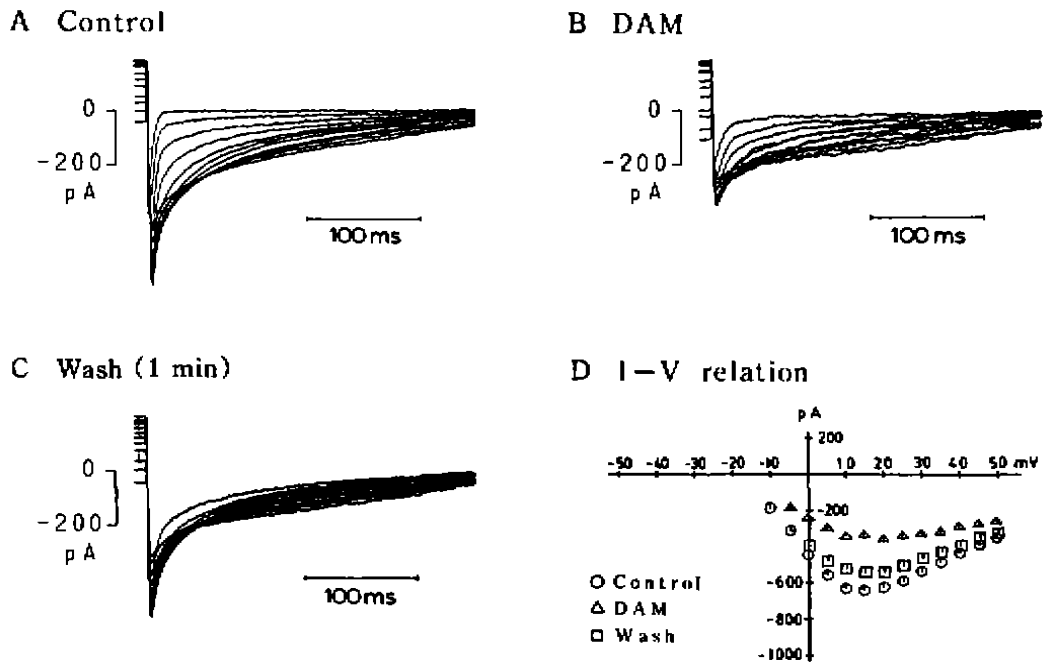 A Control
0
-200
pA
100ms
B DAM
0
-200
pA
100ms
C Wash (1 min)
0
-200
pA
100ms
D I-V relation
pA
200
-50 -40 -30 -20 -10 10 20 30 40 50 mV
-200
-600
-800
-1000
Control
DAM
Wash